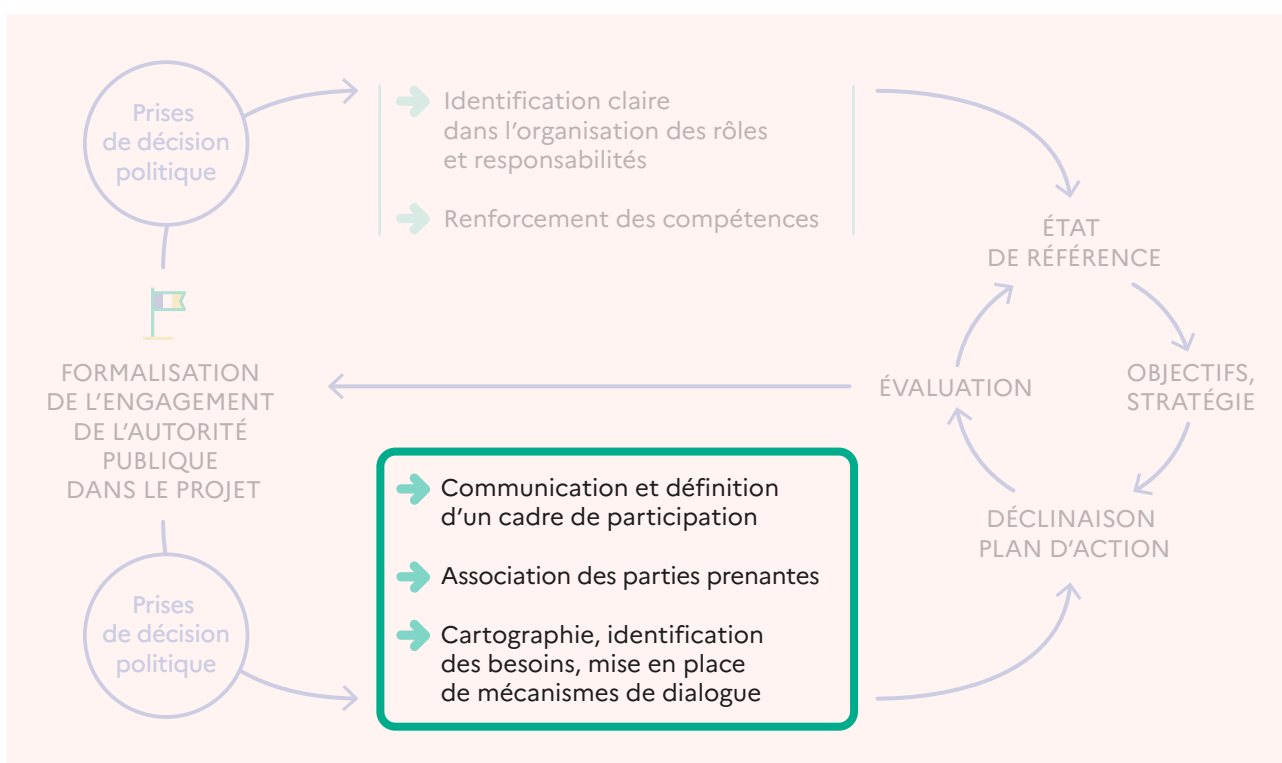 Prises
de décision
politique
Identification claire
dans l’organisation des rôles
et responsabilités
Renforcement des compétences
ÉTAT
DE RÉFÉRENCE
FORMALISATION
DE L’ENGAGEMENT
DE L’AUTORITÉ
PUBLIQUE
DANS LE PROJET
ÉVALUATION
OBJECTIFS,
STRATÉGIE
DÉCLINAISON
PLAN D’ACTION
Communication et définition
d’un cadre de participation
Association des parties prenantes
Cartographie, identification
des besoins, mise en place
de mécanismes de dialogue
Prises
de décision
politique